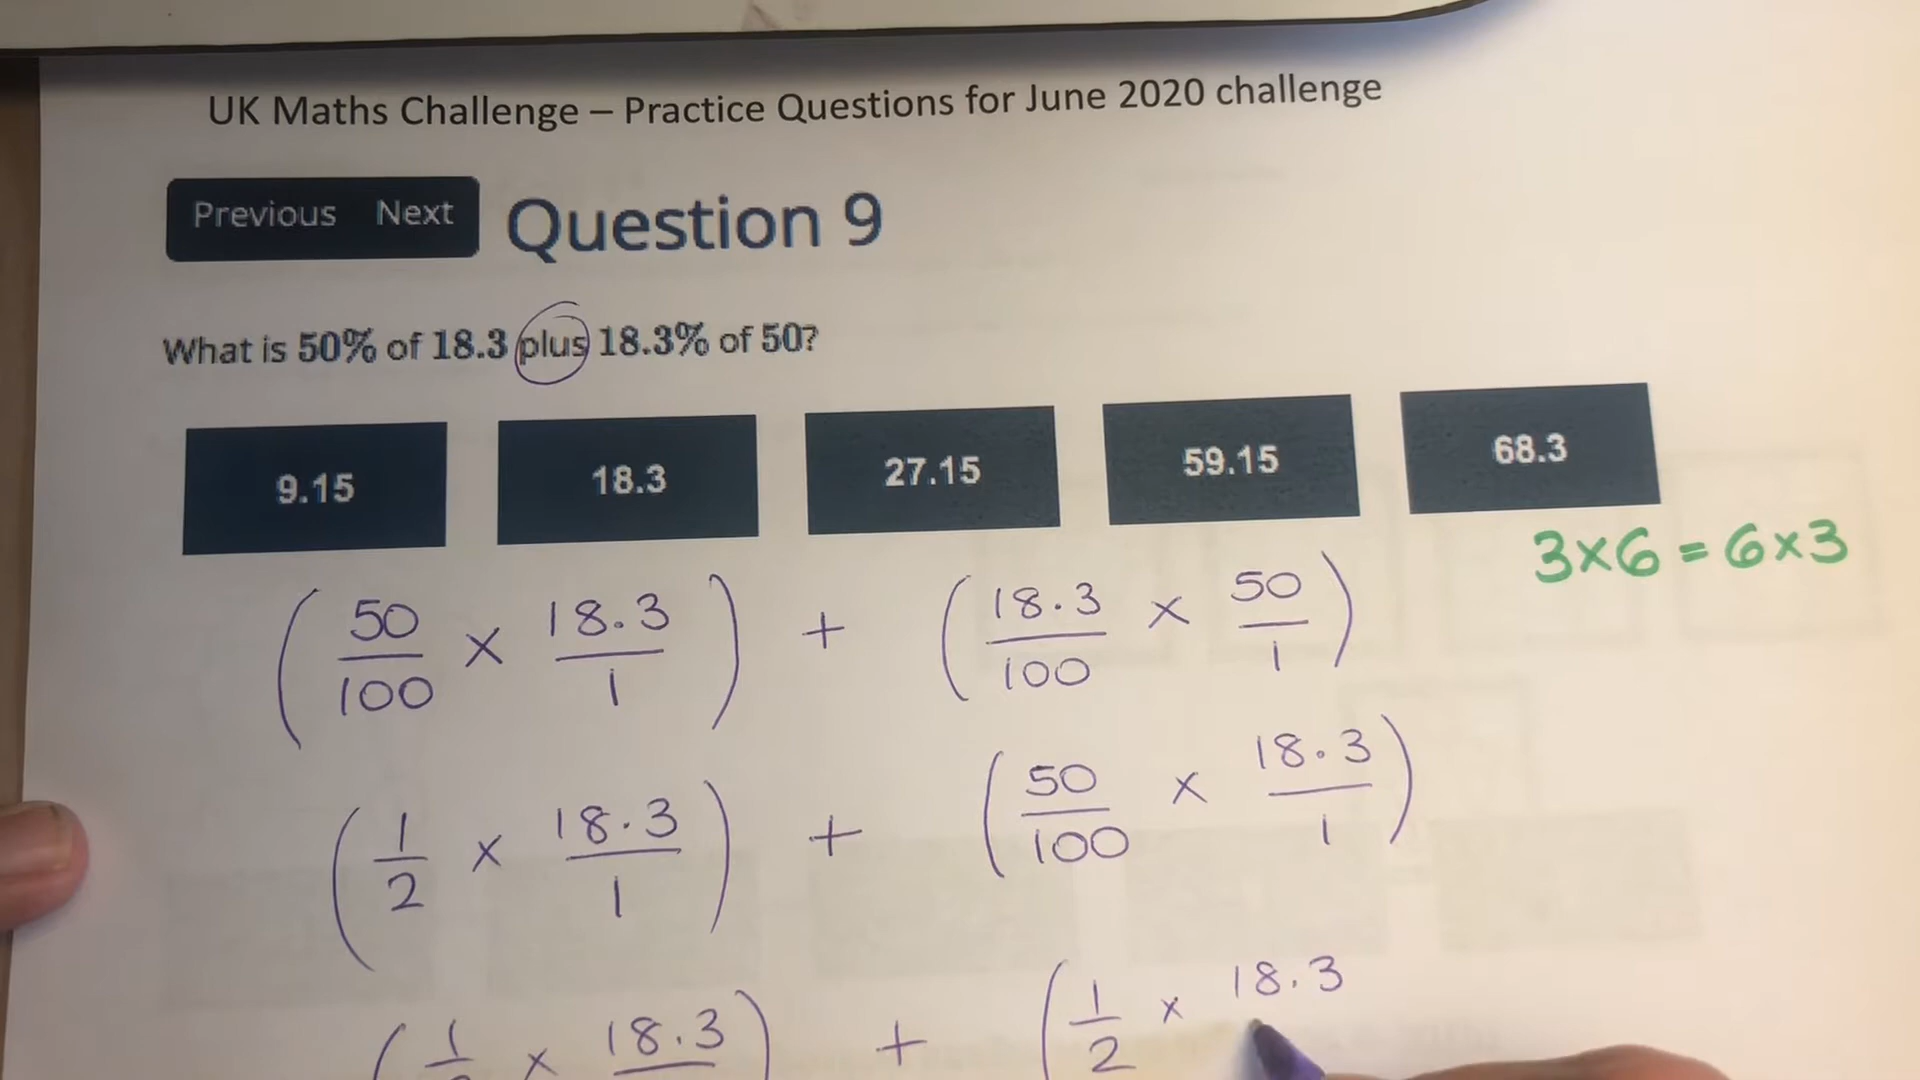 UK Maths Challenge – Practice Questions for June 2020 challenge
Previous Next Question 9
What is 50% of 18.3 plus 18.3% of 50?
9.15 18.3 27.15 59.15 68.3
3×6 = 6×3
(50/100 × 18.3/1) + (18.3/100 × 50/1)
(1/2 × 18.3/1) + (50/100 × 18.3/1)
(1/ × 18.3/ ) + (1/2 × 18.3